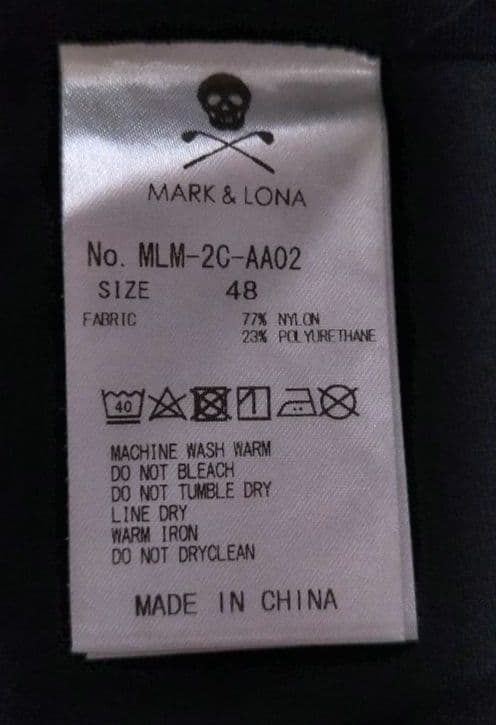 MARK & LONA
No. MLM-2C-AA02
SIZE 48
FABRIC 77% NYLON
23% POLYURETHANE
40
MACHINE WASH WARM
DO NOT BLEACH
DO NOT TUMBLE DRY
LINE DRY
WARM IRON
DO NOT DRYCLEAN
MADE IN CHINA